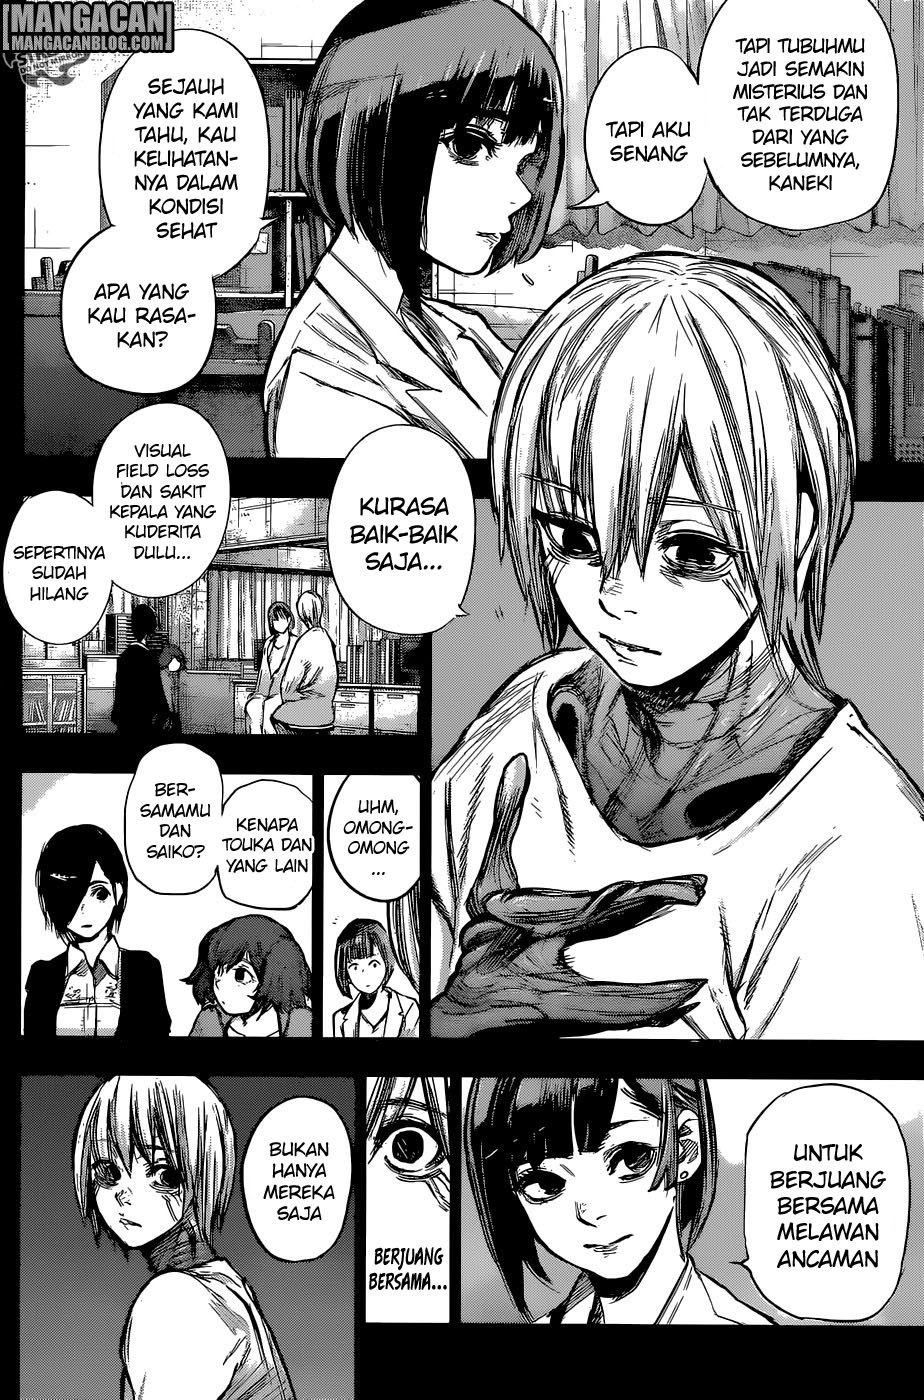 MANGACAN
MANGACANBLOG.COM
DO NOT MIRROR
TAPI TUBUHMU
JADI SEMAKIN
MISTERIUS DAN
TAK TERDUGA
DARI YANG
SEBELUMNYA,
KANEKI
TAPI AKU
SENANG
SEJAUH
YANG KAMI
TAHU, KAU
KELIHATAN-
NYA DALAM
KONDISI
SEHAT
APA YANG
KAU RASA-
KAN?
KURASA
BAIK-BAIK
SAJA...
VISUAL
FIELD LOSS
DAN SAKIT
KEPALA YANG
KUDERITA
DULU...
SEPERTINYA
SUDAH
HILANG
UHM,
OMONG-
OMONG
...
KENAPA
TOUKA DAN
YANG LAIN
BER-
SAMAMU
DAN
SAIKO?
UNTUK
BERJUANG
BERSAMA
MELAWAN
ANCAMAN
BERJUANG
BERSAMA...
BUKAN
HANYA
MEREKA
SAJA